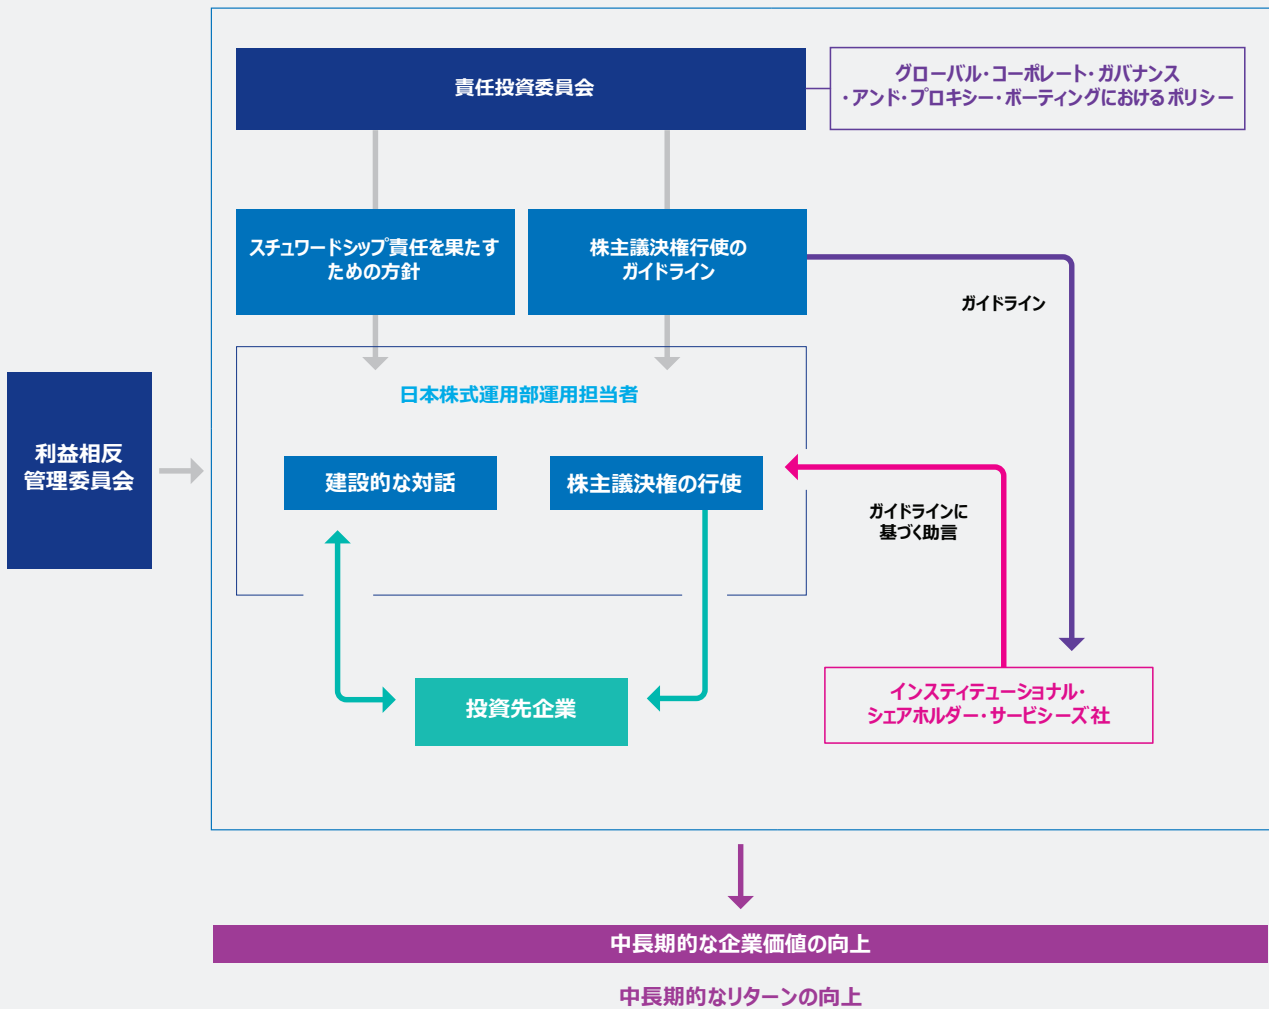 責任投資委員会
グローバル・コーポレート・ガバナンス
・アンド・プロキシー・ボーティングにおけるポリシー
スチュワードシップ責任を果たす
ための方針
株主議決権行使の
ガイドライン
ガイドライン
利益相反
管理委員会
日本株式運用部運用担当者
建設的な対話
株主議決権の行使
ガイドラインに
基づく助言
投資先企業
インスティテューショナル・
シェアホルダー・サービシーズ社
中長期的な企業価値の向上
中長期的なリターンの向上